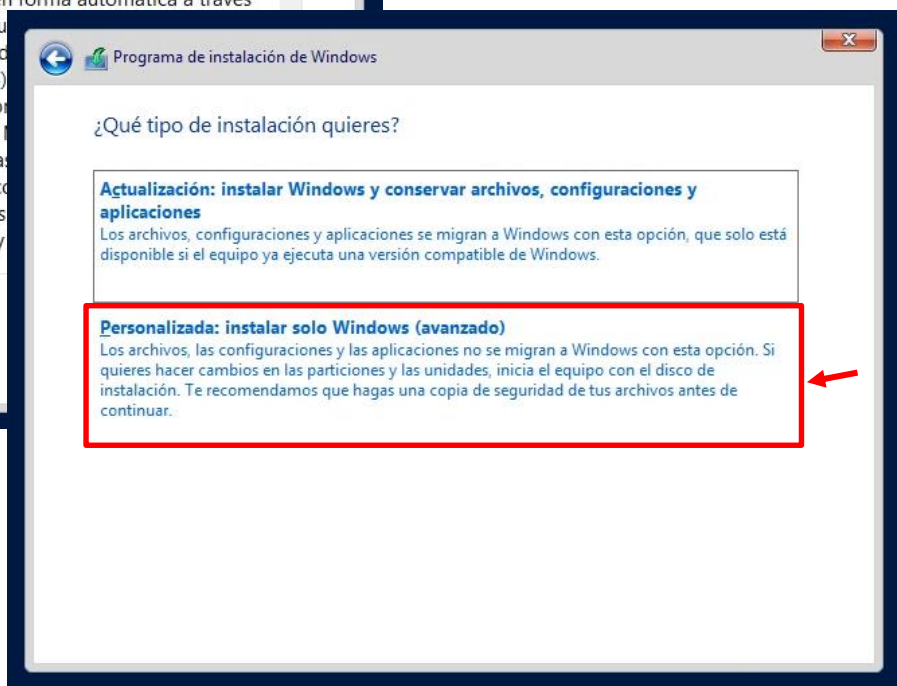 en forma automática a través
Programa de instalación de Windows
¿Qué tipo de instalación quieres?
Actualización: instalar Windows y conservar archivos, configuraciones y
aplicaciones
Los archivos, configuraciones y aplicaciones se migran a Windows con esta opción, que solo está
disponible si el equipo ya ejecuta una versión compatible de Windows.
Personalizada: instalar solo Windows (avanzado)
Los archivos, las configuraciones y las aplicaciones no se migran a Windows con esta opción. Si
quieres hacer cambios en las particiones y las unidades, inicia el equipo con el disco de
instalación. Te recomendamos que hagas una copia de seguridad de tus archivos antes de
continuar.